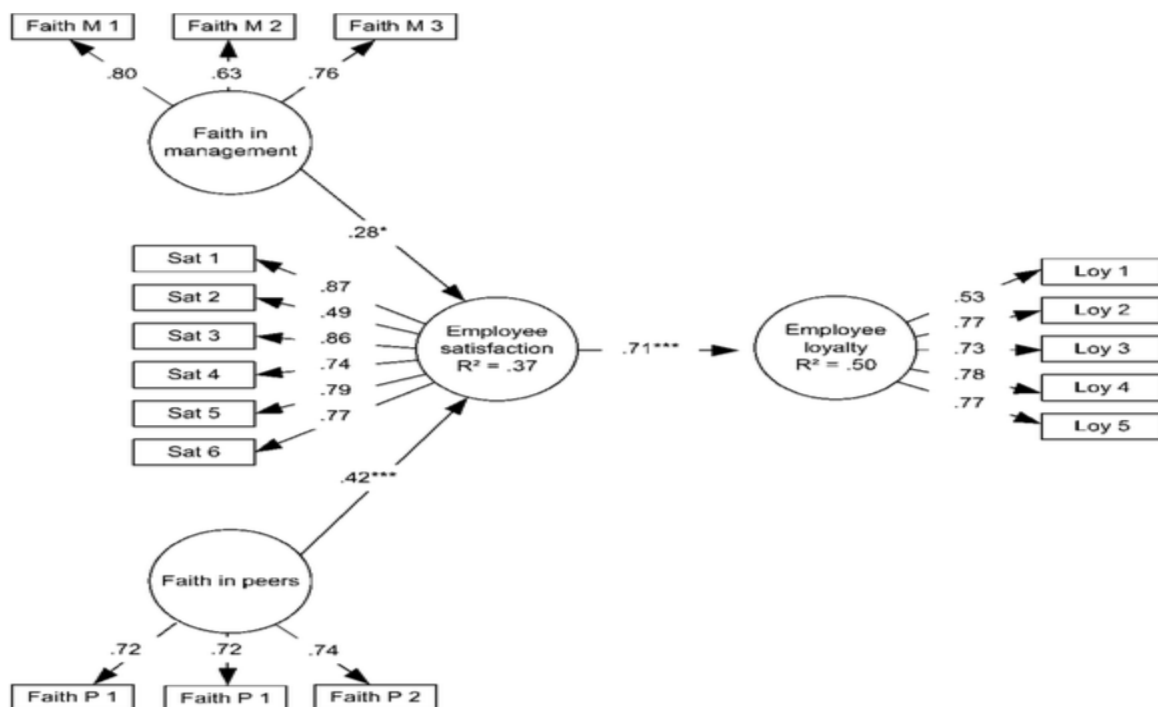 Faith M 1
Faith M 2
Faith M 3
.80
.63
.76
Faith in
management
.28*
Sat 1
Sat 2
Sat 3
Sat 4
Sat 5
Sat 6
.87
.49
.86
.74
.79
.77
Employee
satisfaction
R² = .37
.71***
Employee
loyalty
R² = .50
.53
.77
.73
.78
.77
Loy 1
Loy 2
Loy 3
Loy 4
Loy 5
.42***
Faith in peers
.72
.72
.74
Faith P 1
Faith P 1
Faith P 2